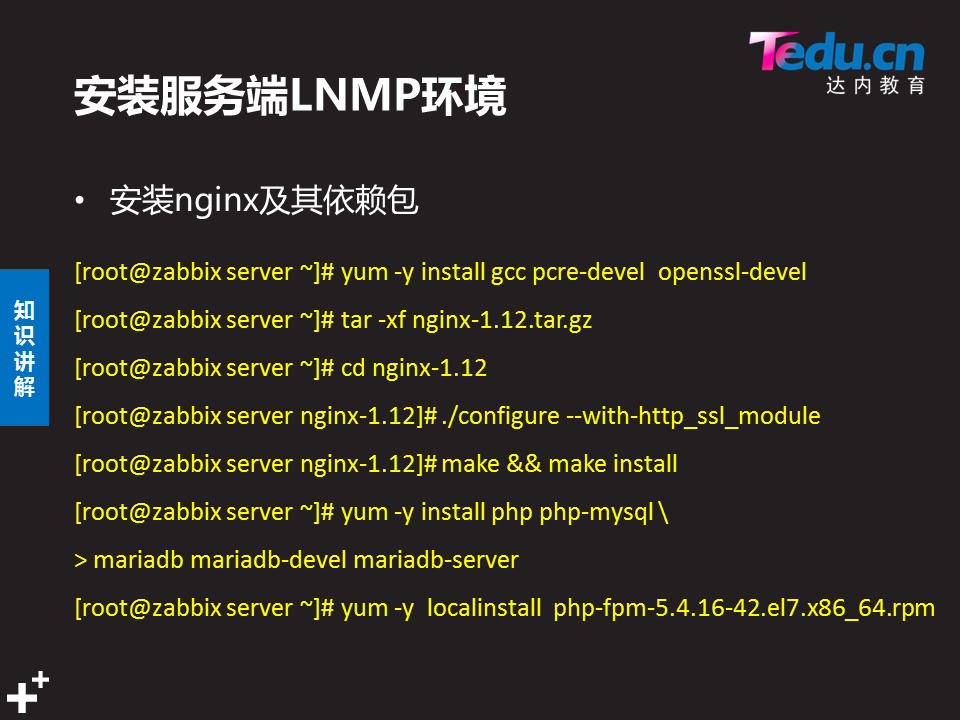 Tedu.cn
达内教育
安装服务端LNMP环境
• 安装nginx及其依赖包
[root@zabbix server ~]# yum -y install gcc pcre-devel  openssl-devel
[root@zabbix server ~]# tar -xf nginx-1.12.tar.gz
[root@zabbix server ~]# cd nginx-1.12
[root@zabbix server nginx-1.12]# ./configure --with-http_ssl_module
[root@zabbix server nginx-1.12]# make && make install
[root@zabbix server ~]# yum -y install php php-mysql \
> mariadb mariadb-devel mariadb-server
[root@zabbix server ~]# yum -y  localinstall  php-fpm-5.4.16-42.el7.x86_64.rpm
知识讲解